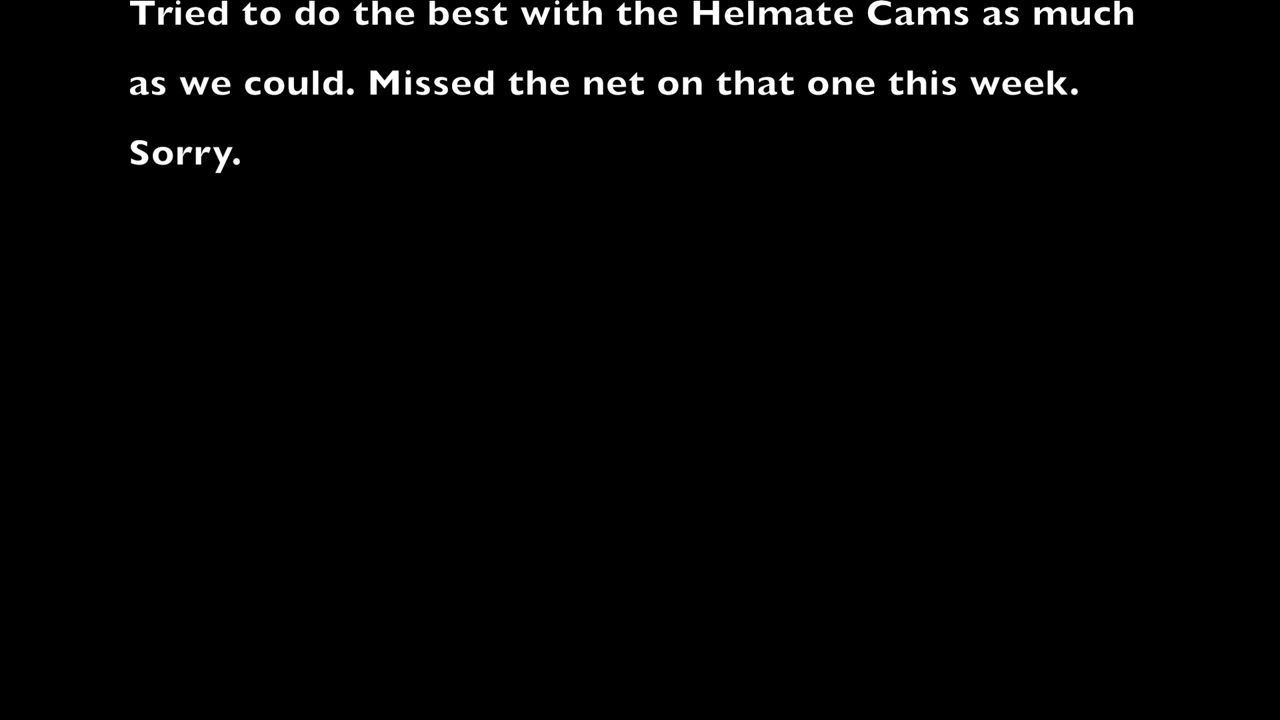 Tried to do the best with the Helmate Cams as much
as we could. Missed the net on that one this week.
Sorry.